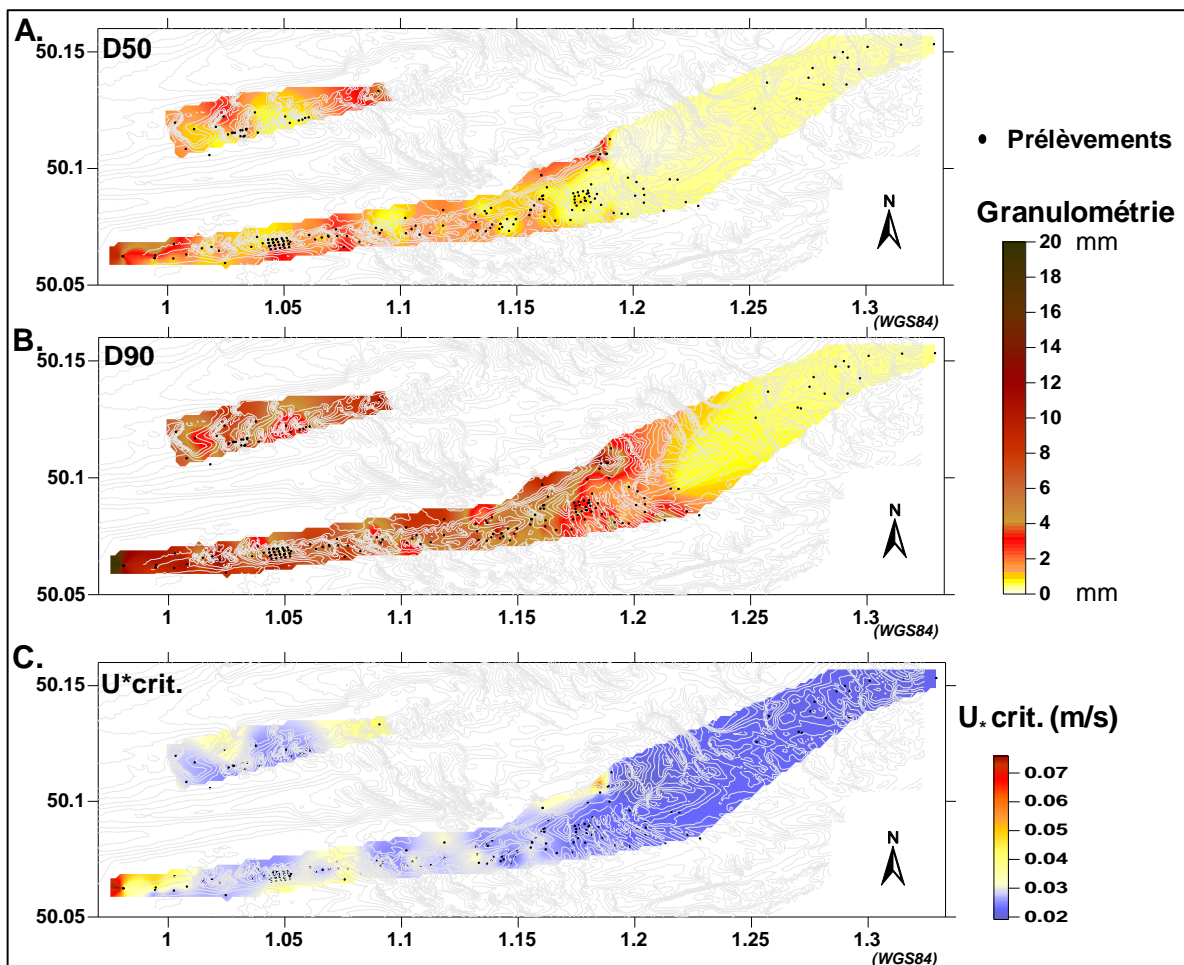 A.
D50
50.15
50.1
50.05
1
1.05
1.1
1.15
1.2
1.25
1.3
(WGS84)
N
Prélèvements
Granulométrie
20 mm
18
16
14
12
10
8
6
4
2
0 mm
B.
D90
50.15
50.1
50.05
1
1.05
1.1
1.15
1.2
1.25
1.3
(WGS84)
N
C.
U*crit.
50.15
50.1
50.05
1
1.05
1.1
1.15
1.2
1.25
1.3
(WGS84)
N
U* crit. (m/s)
0.07
0.06
0.05
0.04
0.03
0.02